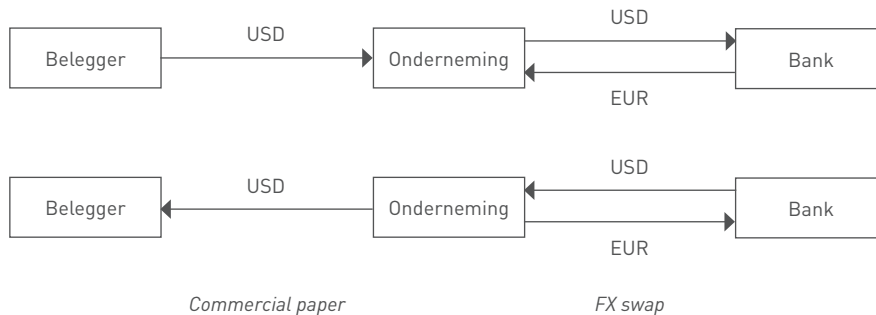 USD USD
Belegger Onderneming Bank
EUR
USD USD
Belegger Onderneming Bank
EUR
Commercial paper FX swap